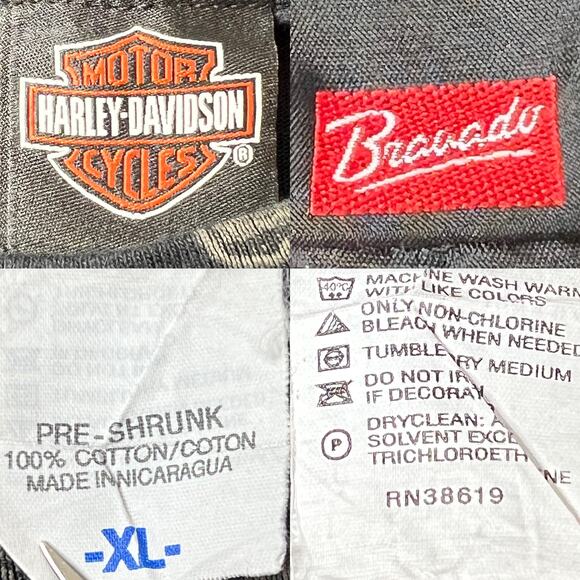 MOTOR
HARLEY-DAVIDSON
CYCLES
®
Bravado
PRE-SHRUNK
100% COTTON/COTON
MADE INNICARAGUA
-XL-
40°C
MACHINE WASH WARM
WITH LIKE COLORS
ONLY NON-CHLORINE
BLEACH WHEN NEEDED
TUMBLE DRY MEDIUM
DO NOT IR
IF DECORA
DRYCLEAN: A
P
SOLVENT EXCE
TRICHLOROETH
NE
RN38619